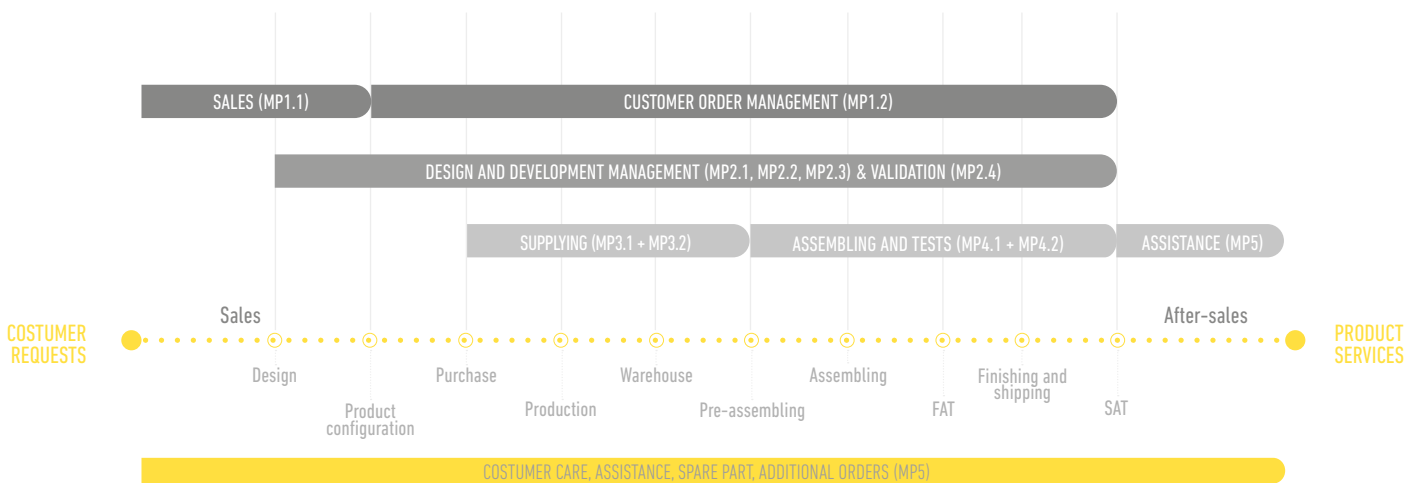 SALES (MP1.1)
CUSTOMER ORDER MANAGEMENT (MP1.2)
DESIGN AND DEVELOPMENT MANAGEMENT (MP2.1, MP2.2, MP2.3) & VALIDATION (MP2.4)
SUPPLYING (MP3.1 + MP3.2)
ASSEMBLING AND TESTS (MP4.1 + MP4.2)
ASSISTANCE (MP5)
Sales
After-sales
COSTUMER
REQUESTS
PRODUCT
SERVICES
Design
Product
configuration
Purchase
Production
Warehouse
Pre-assembling
Assembling
FAT
Finishing and
shipping
SAT
COSTUMER CARE, ASSISTANCE, SPARE PART, ADDITIONAL ORDERS (MP5)